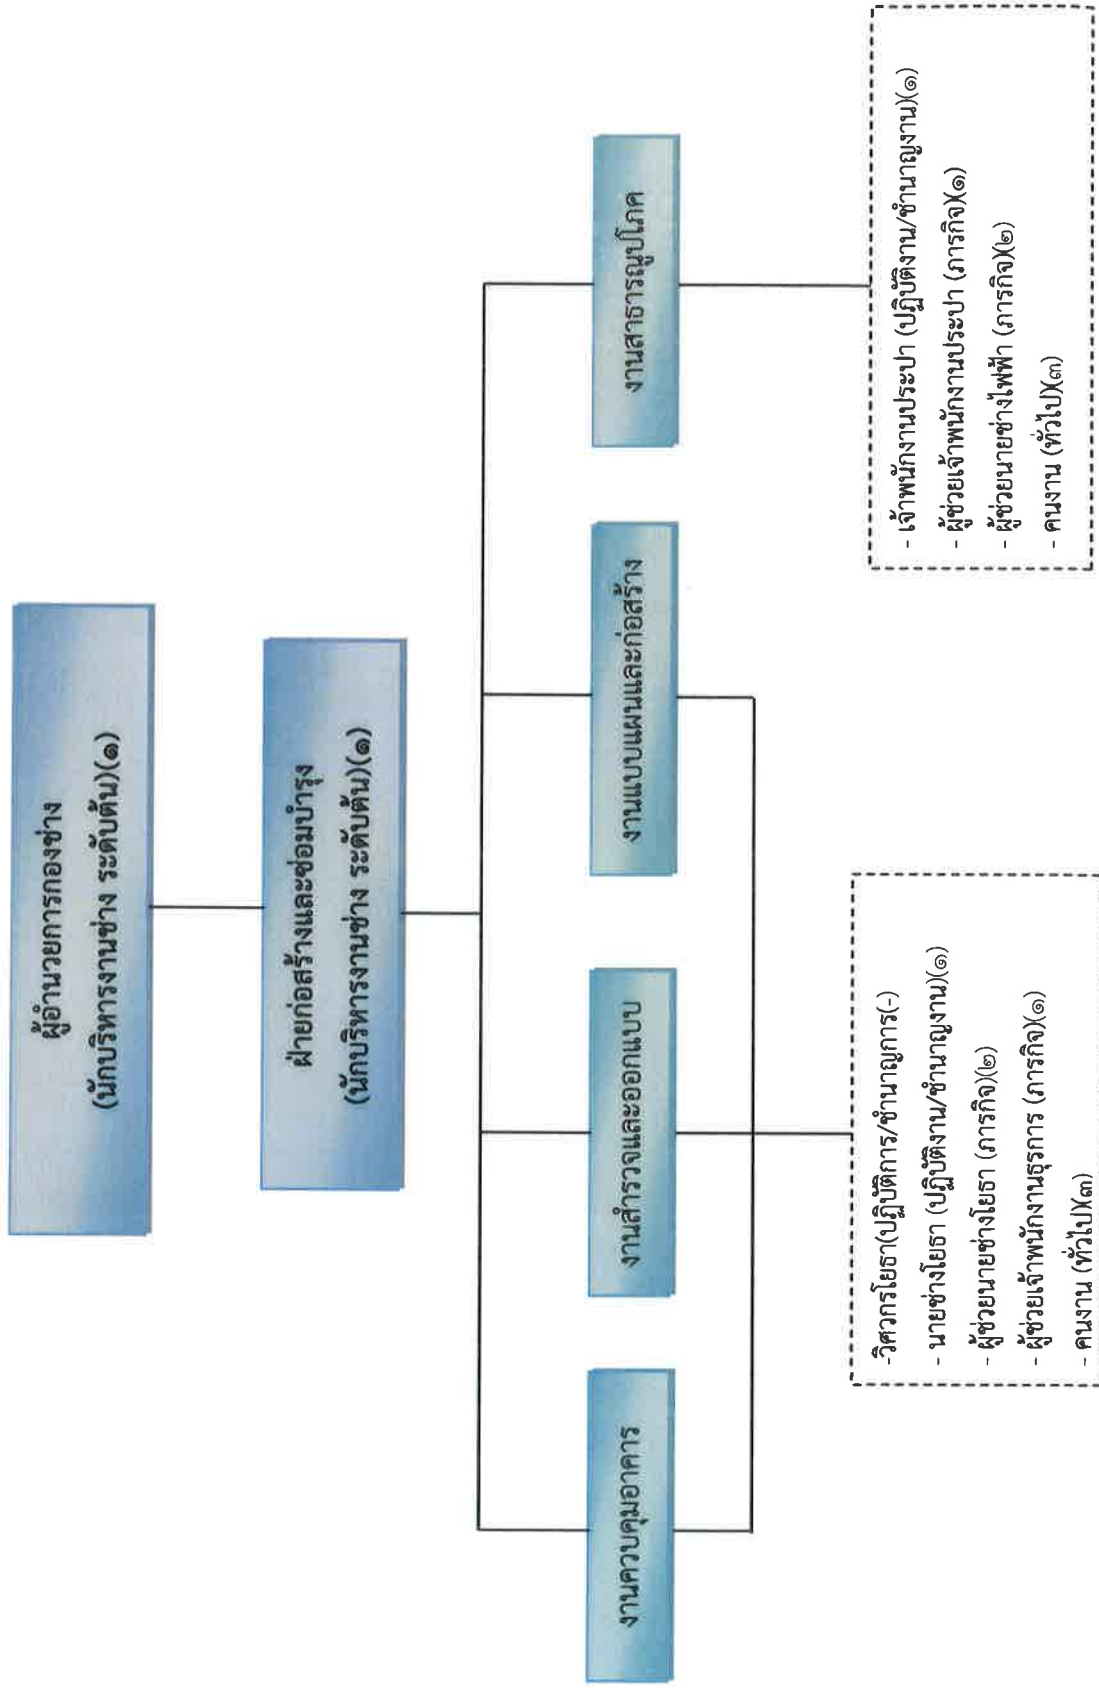 ผู้อำนวยการกองช่าง
(นักบริหารงานช่าง ระดับต้น)(๑)
ฝ่ายก่อสร้างและซ่อมบำรุง
(นักบริหารงานช่าง ระดับต้น)(๑)
งานควบคุมอาคาร
งานสำรวจและออกแบบ
งานแบบแผนและก่อสร้าง
งานสาธารณูปโภค
-วิศวกรโยธา(ปฏิบัติการ/ชำนาญการ(-)
- นายช่างโยธา (ปฏิบัติงาน/ชำนาญงาน)(๑)
- ผู้ช่วยนายช่างโยธา (ภารกิจ)(๒)
- ผู้ช่วยเจ้าพนักงานธุรการ (ภารกิจ)(๑)
- คนงาน (ทั่วไป)(๓)
- เจ้าพนักงานประปา (ปฏิบัติงาน/ชำนาญงาน)(๑)
- ผู้ช่วยเจ้าพนักงานประปา (ภารกิจ)(๑)
- ผู้ช่วยนายช่างไฟฟ้า (ภารกิจ)(๒)
- คนงาน (ทั่วไป)(๓)